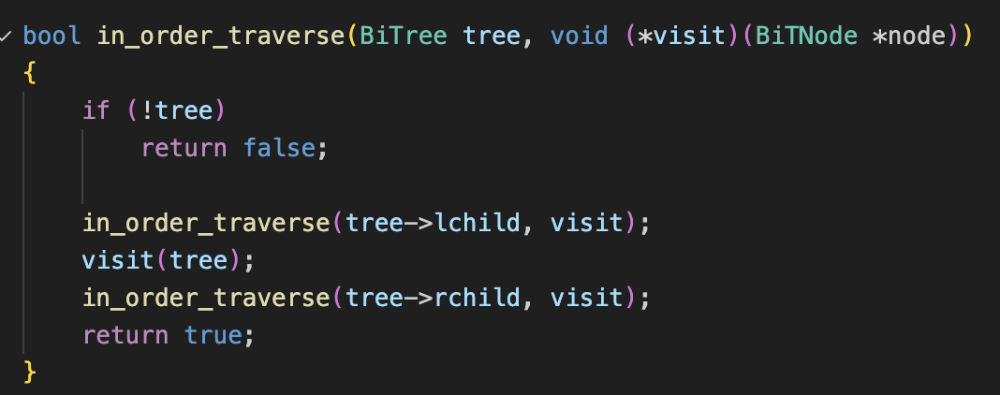 bool in_order_traverse(BiTree tree, void (*visit)(BiTNode *node))
{
    if (!tree)
        return false;

    in_order_traverse(tree->lchild, visit);
    visit(tree);
    in_order_traverse(tree->rchild, visit);
    return true;
}